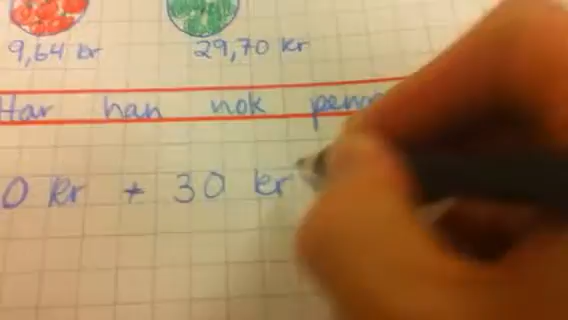 9,64 kr 29,70 kr
Har han nok
0 kr + 30 kr